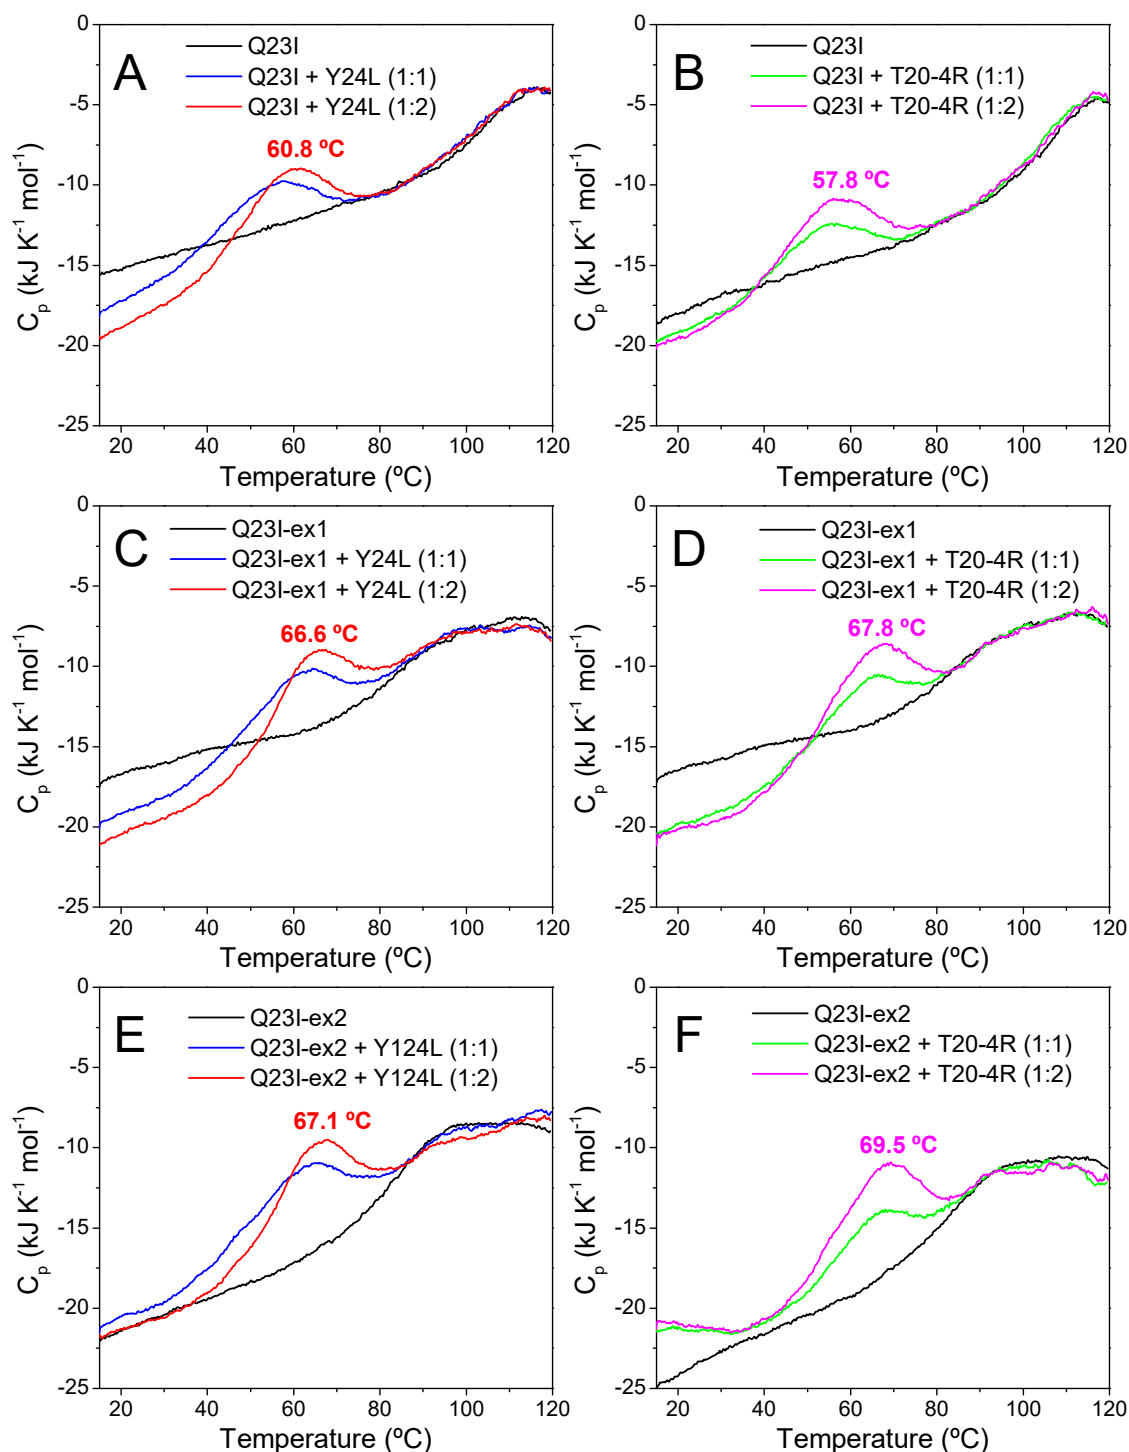 A
Q23I
Q23I + Y24L (1:1)
Q23I + Y24L (1:2)
60.8 ºC
0
-5
-10
-15
-20
-25
Cp (kJ K-1 mol-1)
20 40 60 80 100 120
Temperature (ºC)
B
Q23I
Q23I + T20-4R (1:1)
Q23I + T20-4R (1:2)
57.8 ºC
0
-5
-10
-15
-20
-25
Cp (kJ K-1 mol-1)
20 40 60 80 100 120
Temperature (ºC)
C
Q23I-ex1
Q23I-ex1 + Y24L (1:1)
Q23I-ex1 + Y24L (1:2)
66.6 ºC
0
-5
-10
-15
-20
-25
Cp (kJ K-1 mol-1)
20 40 60 80 100 120
Temperature (ºC)
D
Q23I-ex1
Q23I-ex1 + T20-4R (1:1)
Q23I-ex1 + T20-4R (1:2)
67.8 ºC
0
-5
-10
-15
-20
-25
Cp (kJ K-1 mol-1)
20 40 60 80 100 120
Temperature (ºC)
E
Q23I-ex2
Q23I-ex2 + Y124L (1:1)
Q23I-ex2 + Y124L (1:2)
67.1 ºC
0
-5
-10
-15
-20
-25
Cp (kJ K-1 mol-1)
20 40 60 80 100 120
Temperature (ºC)
F
Q23I-ex2
Q23I-ex2 + T20-4R (1:1)
Q23I-ex2 + T20-4R (1:2)
69.5 ºC
0
-5
-10
-15
-20
-25
Cp (kJ K-1 mol-1)
20 40 60 80 100 120
Temperature (ºC)